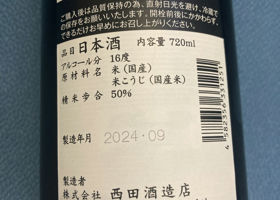 ご購入後は品質保持の為、直射日光を避け、冷蔵で
の保存をお願いいたします。開栓前後にかかわらず、
できるだけお早めにお召し上がりください。
品目 日本酒 内容量 720ml
アルコール分 16度
原材料名 米(国産)
米こうじ(国産米)
精米歩合 50%
製造年月 2024・09
製造者
株式会社 西田酒造店
4 582356 331251